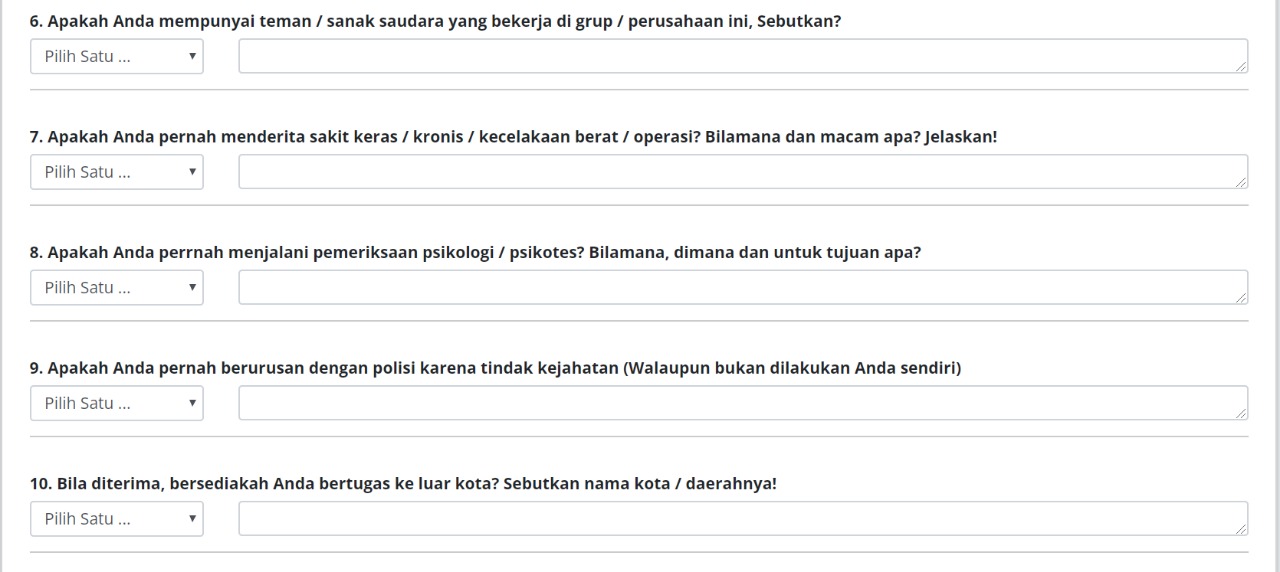 6. Apakah Anda mempunyai teman / sanak saudara yang bekerja di grup / perusahaan ini, Sebutkan?
Pilih Satu ...
7. Apakah Anda pernah menderita sakit keras / kronis / kecelakaan berat / operasi? Bilamana dan macam apa? Jelaskan!
Pilih Satu ...
8. Apakah Anda perrnah menjalani pemeriksaan psikologi / psikotes? Bilamana, dimana dan untuk tujuan apa?
Pilih Satu ...
9. Apakah Anda pernah berurusan dengan polisi karena tindak kejahatan (Walaupun bukan dilakukan Anda sendiri)
Pilih Satu ...
10. Bila diterima, bersediakah Anda bertugas ke luar kota? Sebutkan nama kota / daerahnya!
Pilih Satu ...